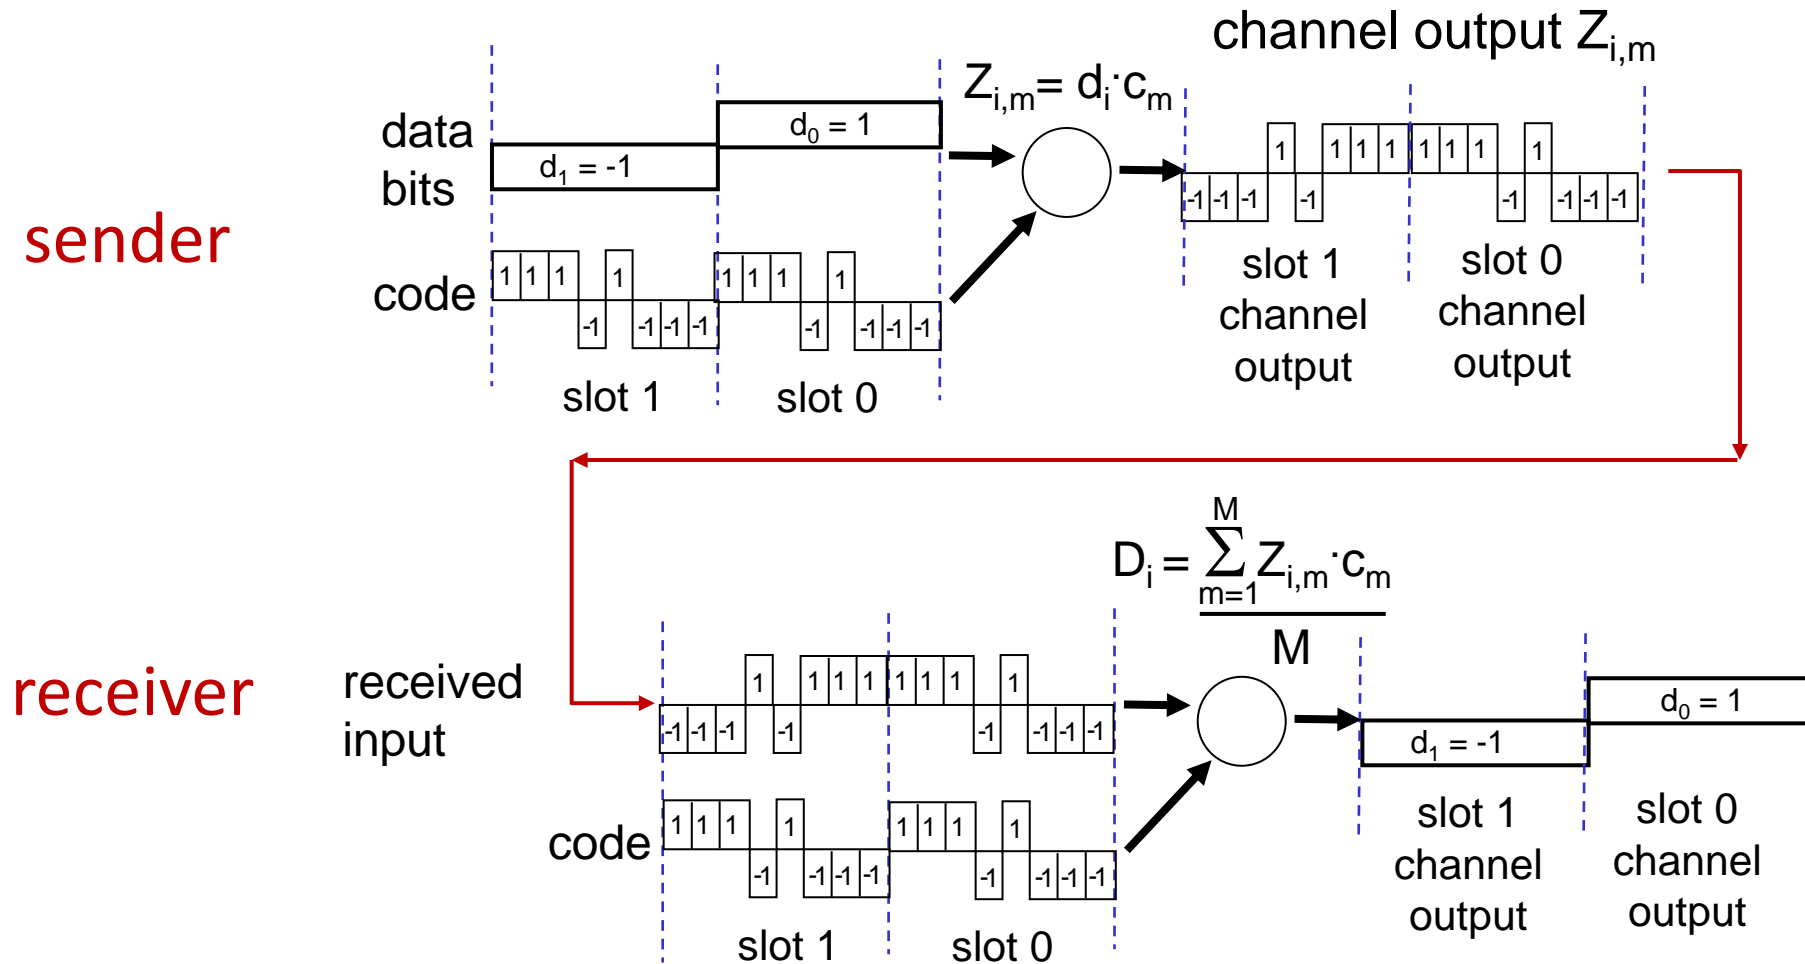 channel output Z_i,m
Z_i,m = d_i · c_m
data bits
d_1 = -1
d_0 = 1
sender
code
1 1 1 -1 1 -1 -1 -1
1 1 1 -1 1 -1 -1 -1
slot 1
slot 0
-1 -1 -1 1 -1 1 1 1
1 1 1 -1 1 -1 -1 -1
slot 1
channel
output
slot 0
channel
output
D_i = Σ_{m=1}^{M} Z_i,m · c_m
M
receiver
received
input
-1 -1 -1 1 -1 1 1 1
1 1 1 -1 1 -1 -1 -1
code
1 1 1 -1 1 -1 -1 -1
1 1 1 -1 1 -1 -1 -1
slot 1
slot 0
d_1 = -1
d_0 = 1
slot 1
channel
output
slot 0
channel
output